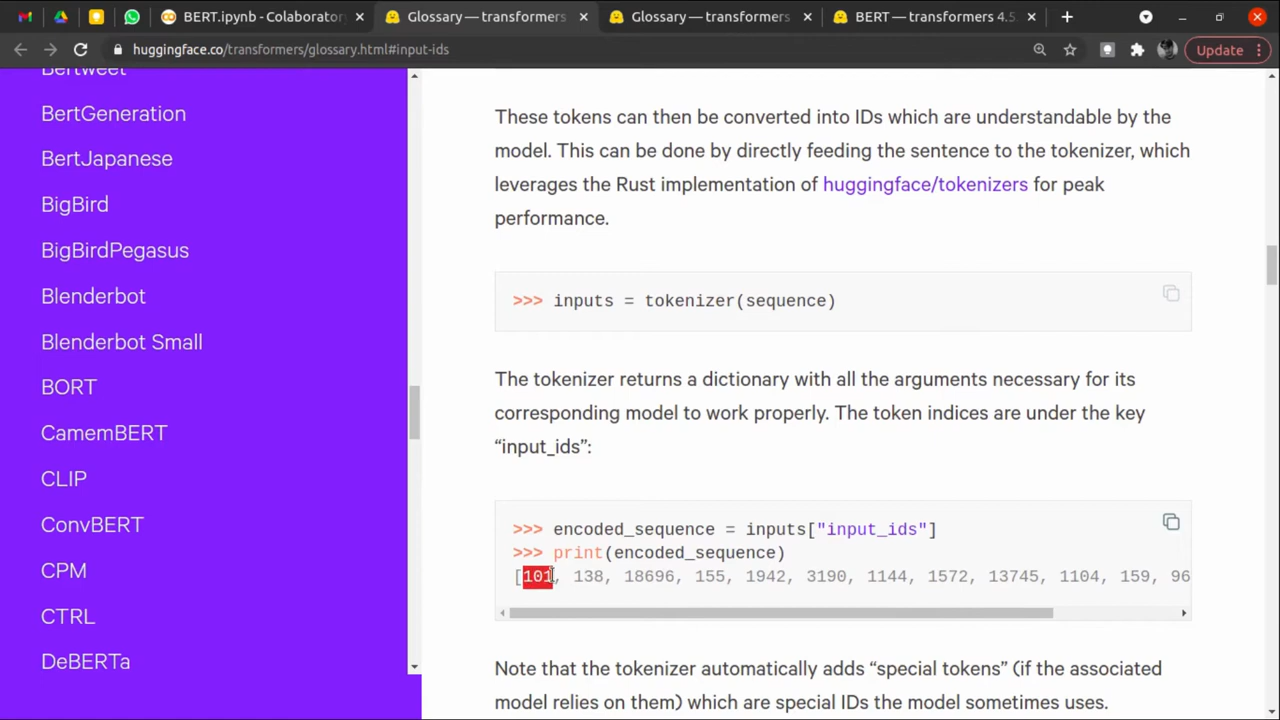 BERT.ipynb - Colaboratory
Glossary — transformers
Glossary — transformers
BERT — transformers 4.5.
huggingface.co/transformers/glossary.html#input-ids
Update
Bertweet
BertGeneration
BertJapanese
BigBird
BigBirdPegasus
Blenderbot
Blenderbot Small
BORT
CamemBERT
CLIP
ConvBERT
CPM
CTRL
DeBERTa
These tokens can then be converted into IDs which are understandable by the
model. This can be done by directly feeding the sentence to the tokenizer, which
leverages the Rust implementation of huggingface/tokenizers for peak
performance.
>>> inputs = tokenizer(sequence)
The tokenizer returns a dictionary with all the arguments necessary for its
corresponding model to work properly. The token indices are under the key
“input_ids”:
>>> encoded_sequence = inputs["input_ids"]
>>> print(encoded_sequence)
[101, 138, 18696, 155, 1942, 3190, 1144, 1572, 13745, 1104, 159, 96
Note that the tokenizer automatically adds “special tokens” (if the associated
model relies on them) which are special IDs the model sometimes uses.